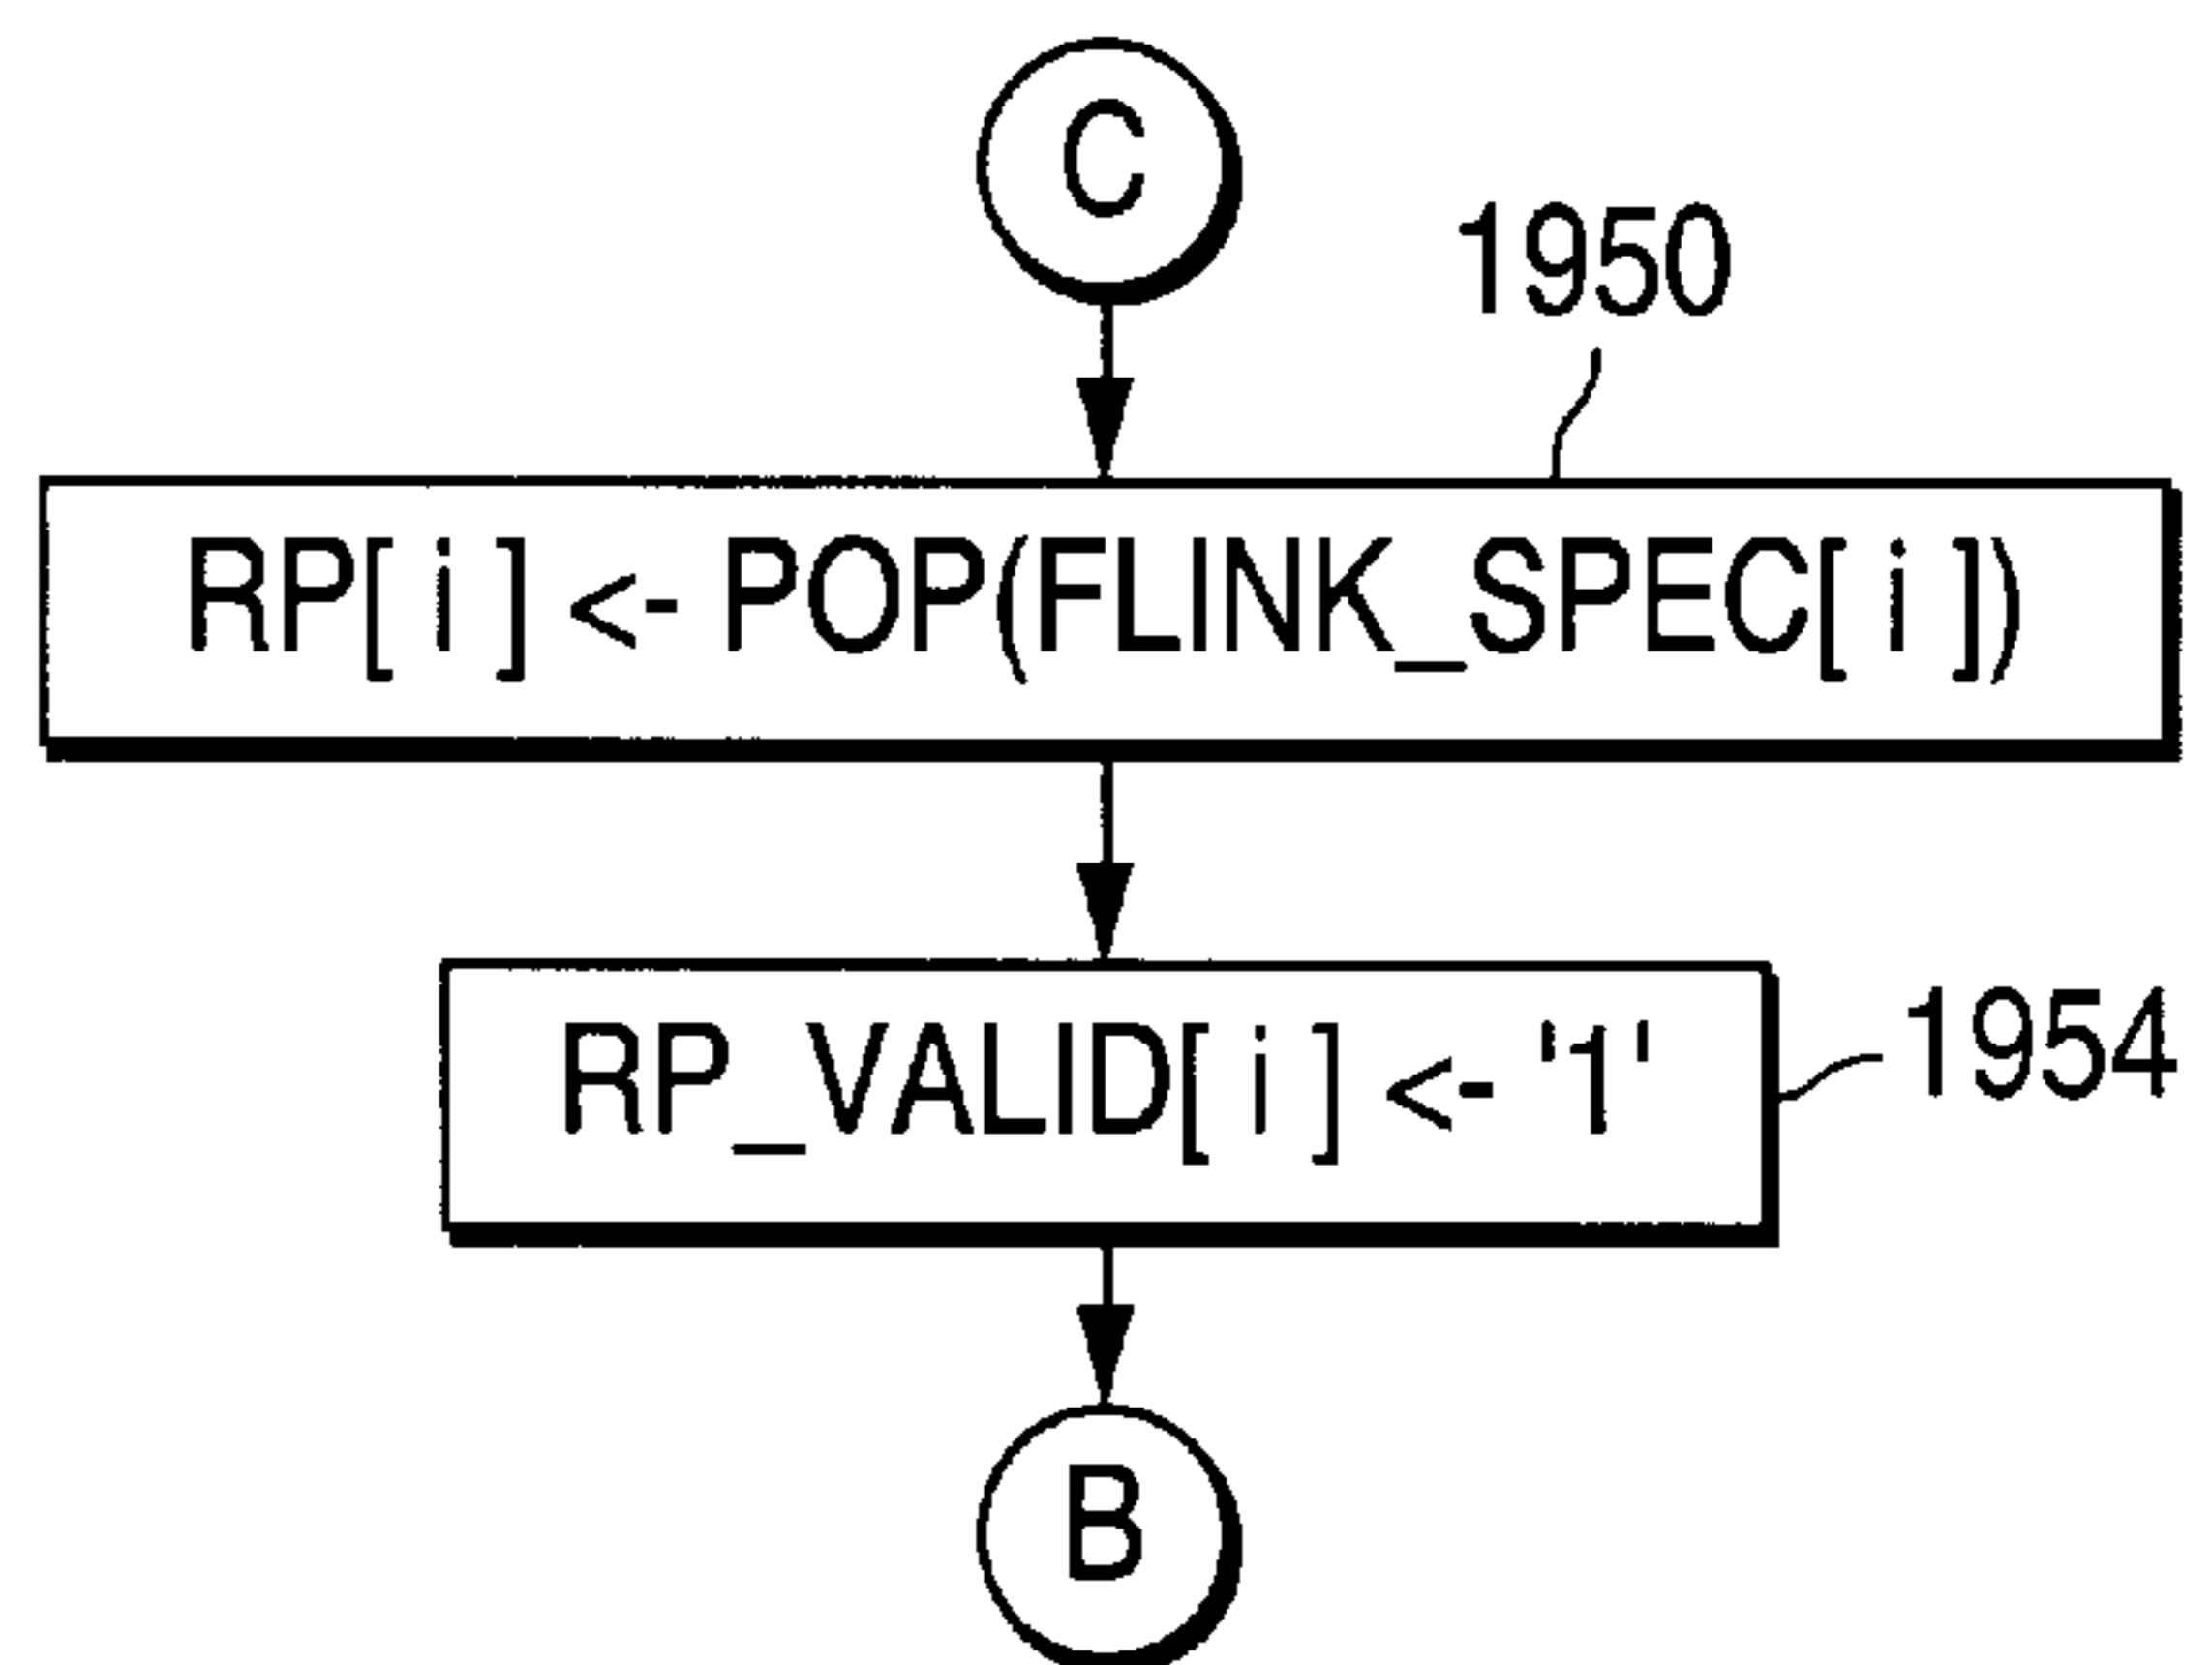 C
1950
RP[ i ] <- POP(FLINK_SPEC[ i ])
RP_VALID[ i ] <- '1'
1954
B